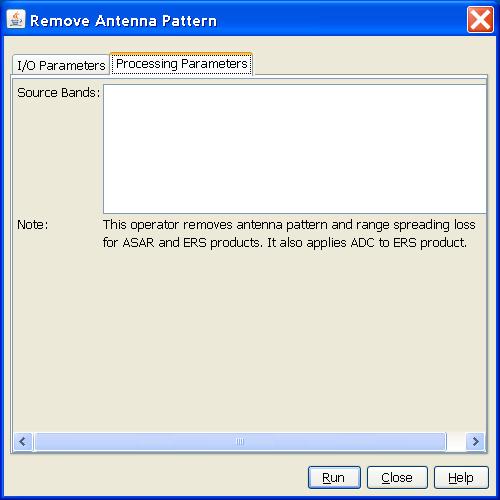 Remove Antenna Pattern
I/O Parameters
Processing Parameters
Source Bands:
Note:
This operator removes antenna pattern and range spreading loss
for ASAR and ERS products. It also applies ADC to ERS product.
Run
Close
Help